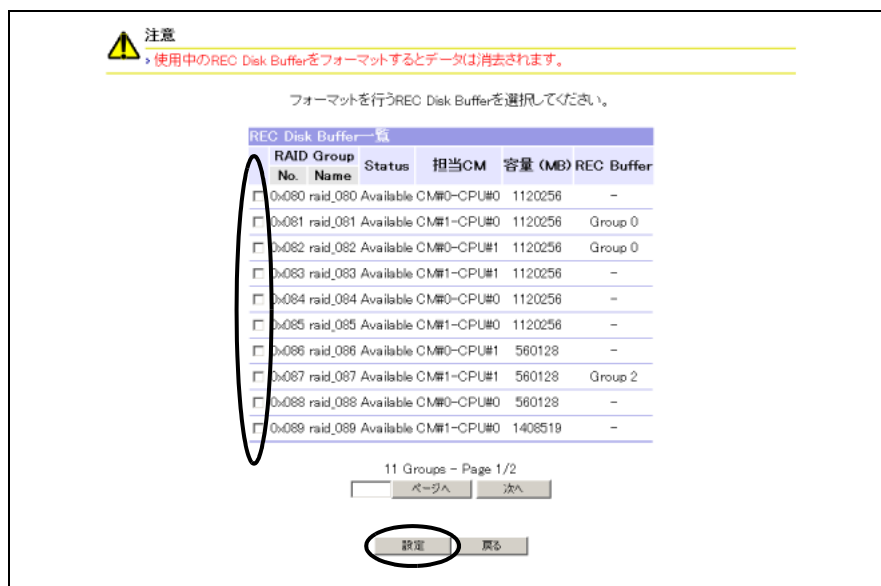 注意
使用中のREC Disk Bufferをフォーマットするとデータは消去されます。
フォーマットを行うREC Disk Bufferを選択してください。
REC Disk Buffer一覧
RAID Group Status 担当CM 容量 (MB) REC Buffer
No. Name
0x080 raid_080 Available CM#0-CPU#0 1120256 -
0x081 raid_081 Available CM#1-CPU#0 1120256 Group 0
0x082 raid_082 Available CM#0-CPU#1 1120256 Group 0
0x083 raid_083 Available CM#1-CPU#1 1120256 -
0x084 raid_084 Available CM#0-CPU#0 1120256 -
0x085 raid_085 Available CM#1-CPU#0 1120256 -
0x086 raid_086 Available CM#0-CPU#1 560128 -
0x087 raid_087 Available CM#1-CPU#1 560128 Group 2
0x088 raid_088 Available CM#0-CPU#0 560128 -
0x089 raid_089 Available CM#1-CPU#0 1408519 -
11 Groups - Page 1/2
ページへ 次へ
設定 戻る